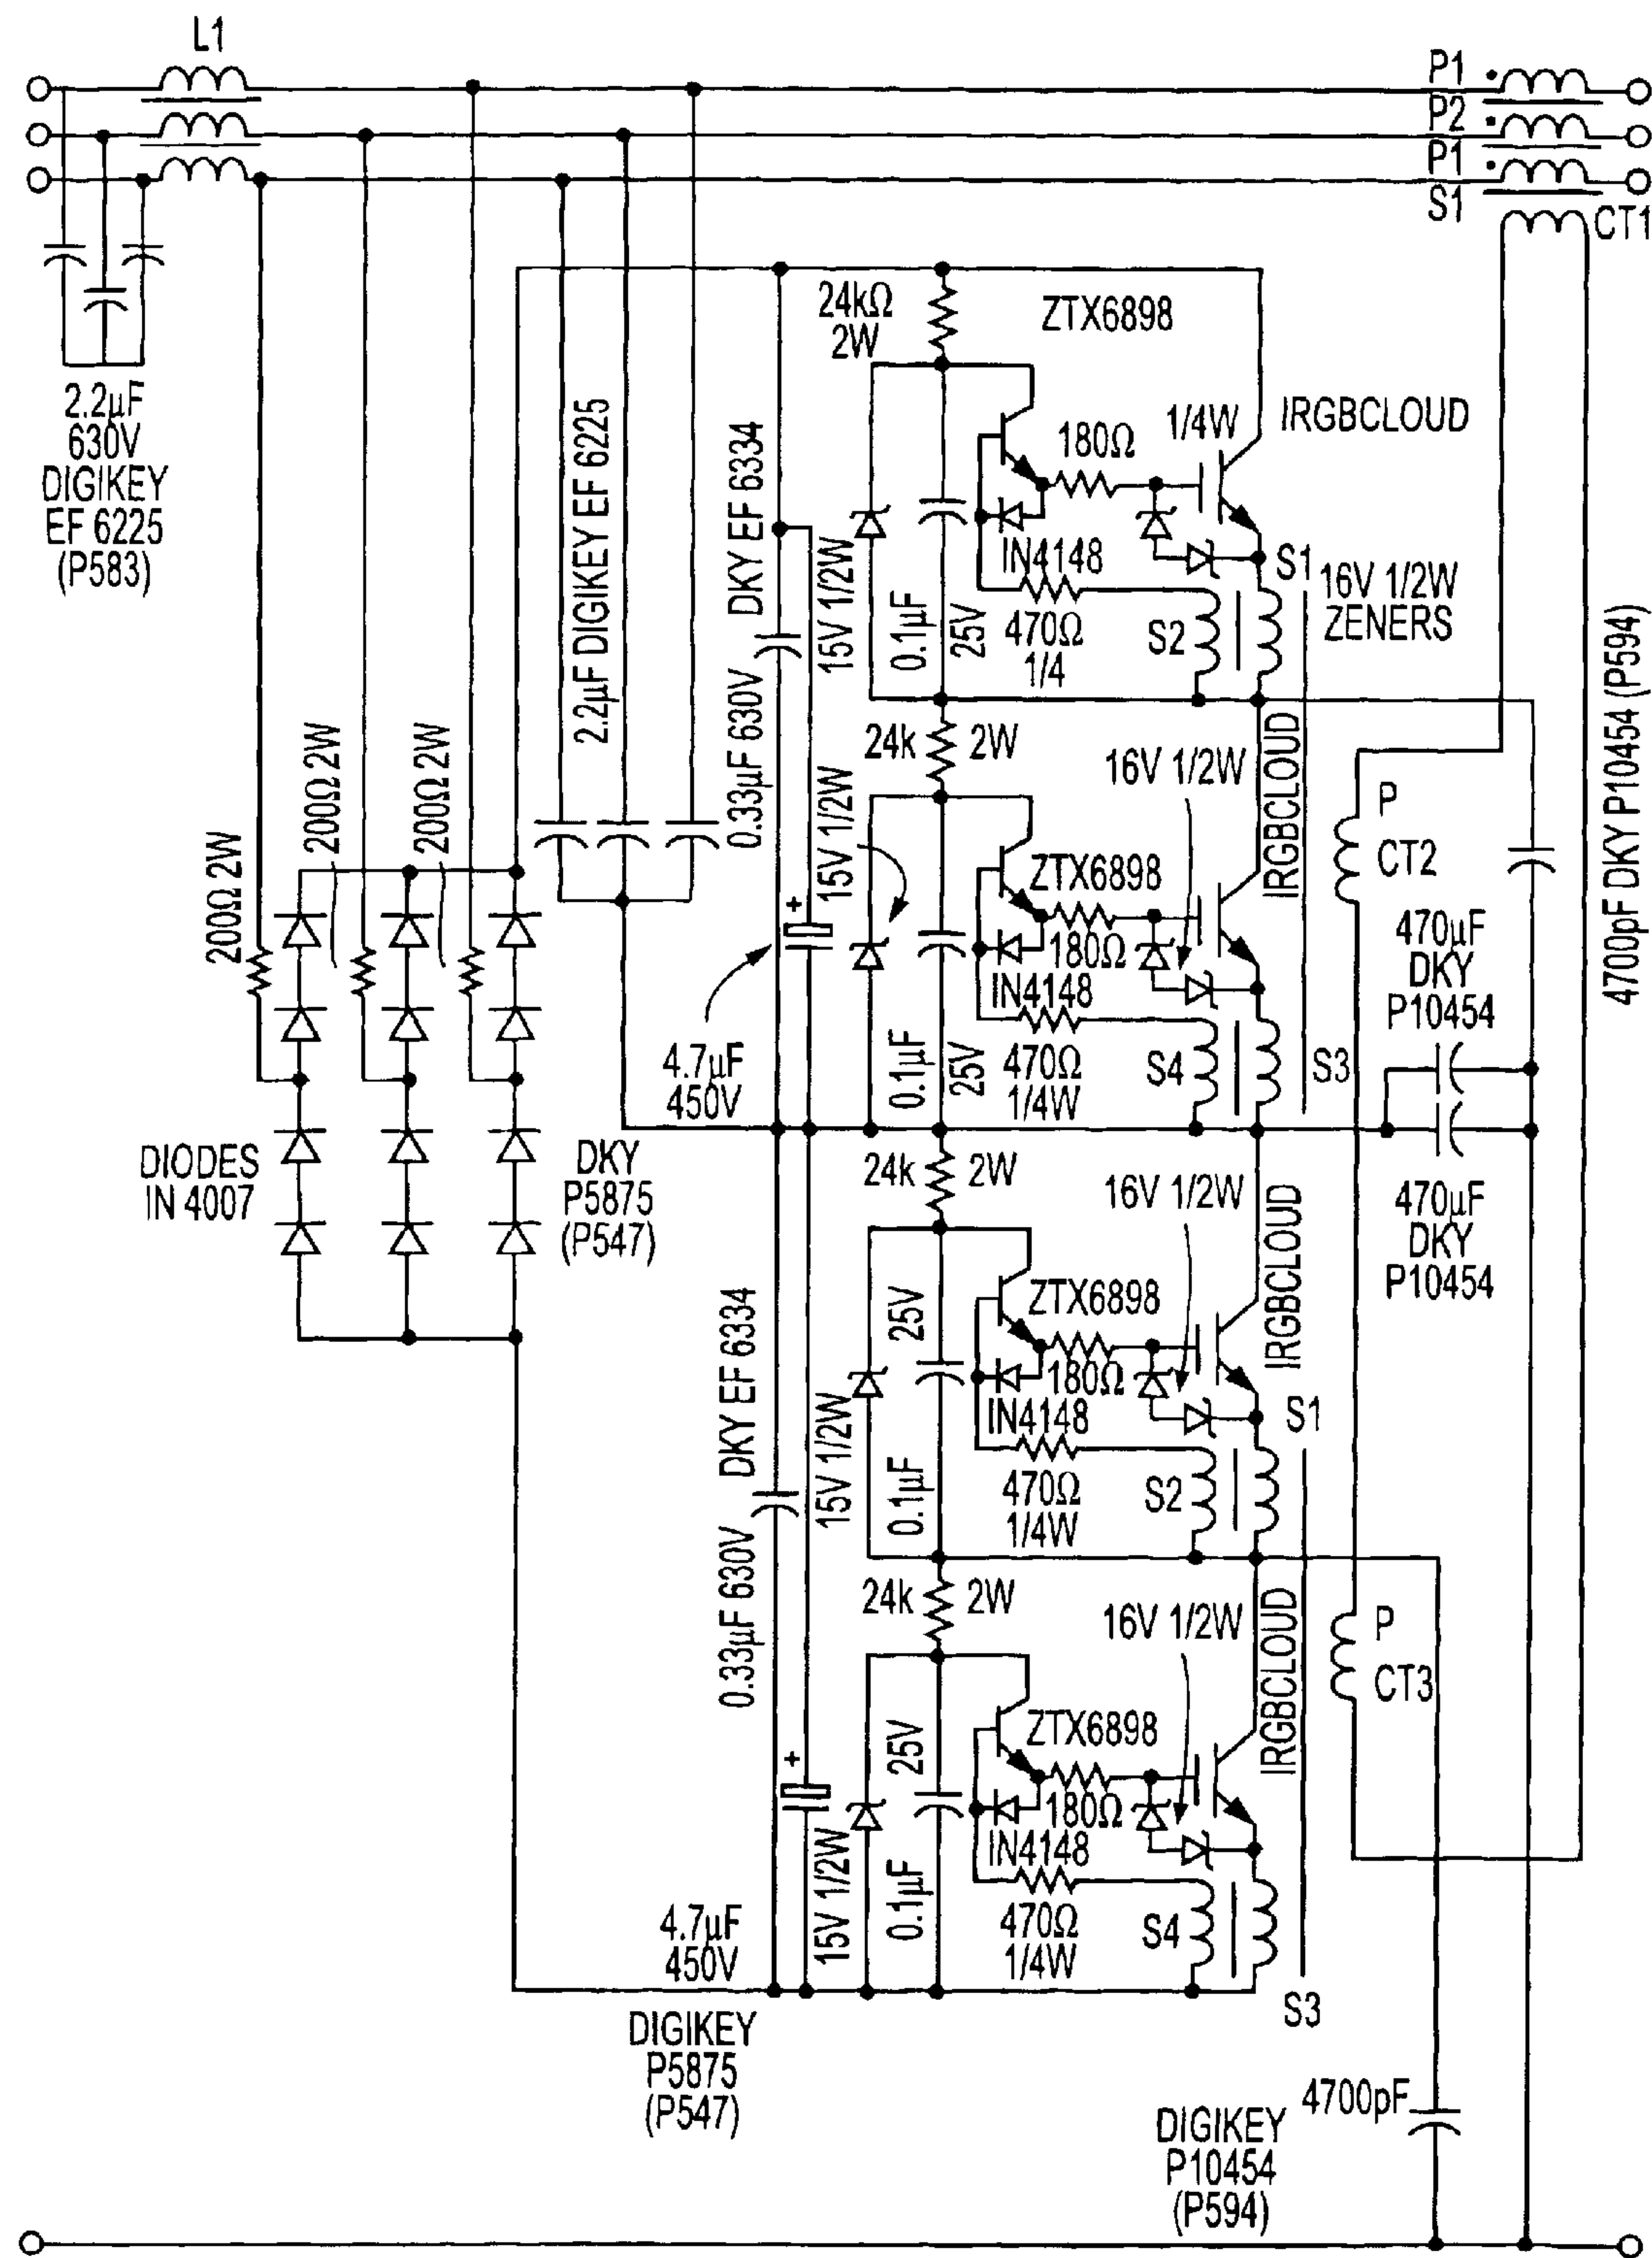 L1
P1
P2
P1
S1
CT1
2.2µF
630V
DIGIKEY
EF 6225
(P583)
24kΩ
2W
ZTX6898
IRGBCLOUD
1/4W
180Ω
IN4148
470Ω
1/4
0.1µF
25V
15V 1/2W
S1
S2
16V 1/2W
ZENERS
2.2µF DIGIKEY EF 6225
DKY EF 6334
0.33µF 630V
4700pF DKY P10454 (P594)
200Ω 2W
200Ω 2W
200Ω 2W
24k
2W
16V 1/2W
IRGBCLOUD
15V 1/2W
ZTX6898
180Ω
IN4148
470Ω
1/4W
0.1µF
25V
S4
S3
P
CT2
470µF
DKY
P10454
4.7µF
450V
DIODES
IN 4007
DKY
P5875
(P547)
24k
2W
16V 1/2W
IRGBCLOUD
470µF
DKY
P10454
DKY EF 6334
0.33µF 630V
15V 1/2W
25V
0.1µF
ZTX6898
180Ω
IN4148
470Ω
1/4W
S1
S2
24k
2W
16V 1/2W
IRGBCLOUD
P
CT3
25V
0.1µF
15V 1/2W
ZTX6898
180Ω
IN4148
470Ω
1/4W
S4
S3
4.7µF
450V
DIGIKEY
P5875
(P547)
4700pF
DIGIKEY
P10454
(P594)